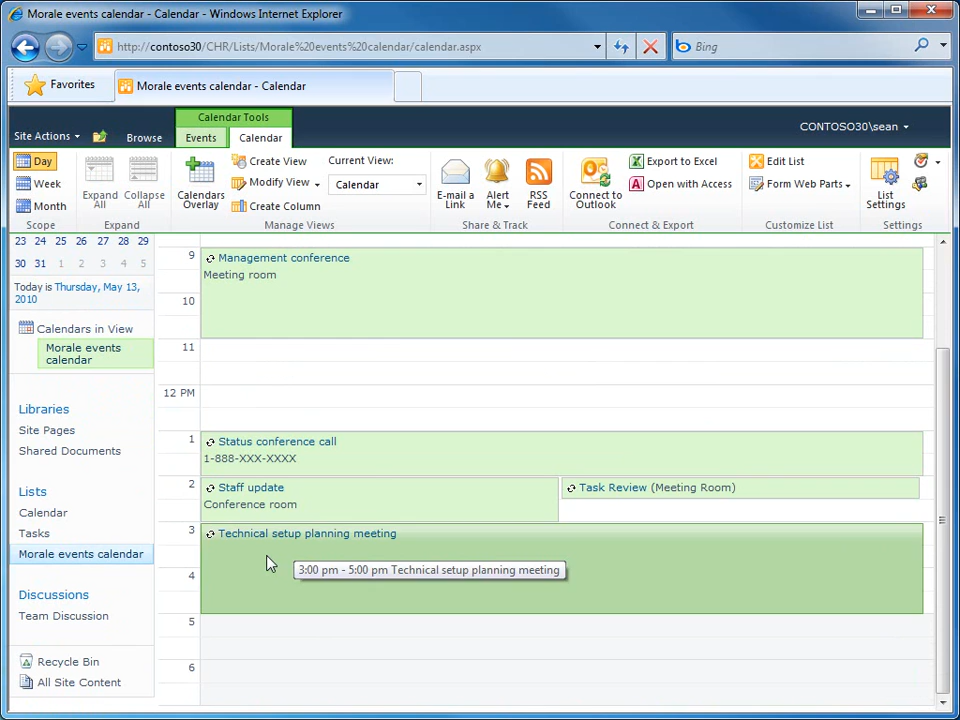 Morale events calendar - Calendar - Windows Internet Explorer
http://contoso30/CHR/Lists/Morale%20events%20calendar/calendar.aspx
Bing
Favorites
Morale events calendar - Calendar
Calendar Tools
Site Actions
Browse
Events
Calendar
CONTOSO30\sean
Day
Week
Month
Scope
Expand All
Collapse All
Expand
Calendars Overlay
Create View
Modify View
Create Column
Current View:
Calendar
Manage Views
E-mail a Link
Alert Me
RSS Feed
Share & Track
Connect to Outlook
Export to Excel
Open with Access
Connect & Export
Edit List
Form Web Parts
Customize List
List Settings
Settings
23 24 25 26 27 28 29
30 31 1 2 3 4 5
Today is Thursday, May 13,
2010
Calendars in View
Morale events
calendar
Libraries
Site Pages
Shared Documents
Lists
Calendar
Tasks
Morale events calendar
Discussions
Team Discussion
Recycle Bin
All Site Content
9
Management conference
Meeting room
10
11
12 PM
1
Status conference call
1-888-XXX-XXXX
2
Staff update
Conference room
Task Review (Meeting Room)
3
Technical setup planning meeting
3:00 pm - 5:00 pm Technical setup planning meeting
4
5
6